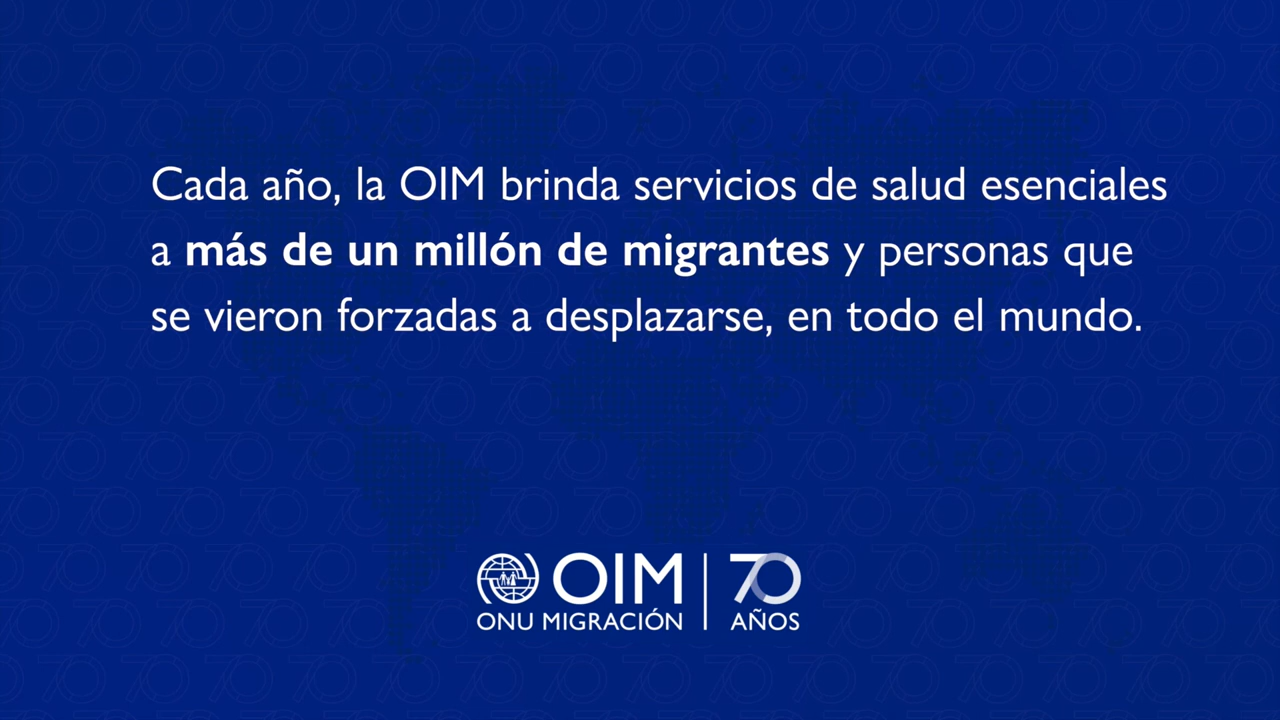 Cada año, la OIM brinda servicios de salud esenciales
a más de un millón de migrantes y personas que
se vieron forzadas a desplazarse, en todo el mundo.
OIM | 70
ONU MIGRACIÓN | AÑOS